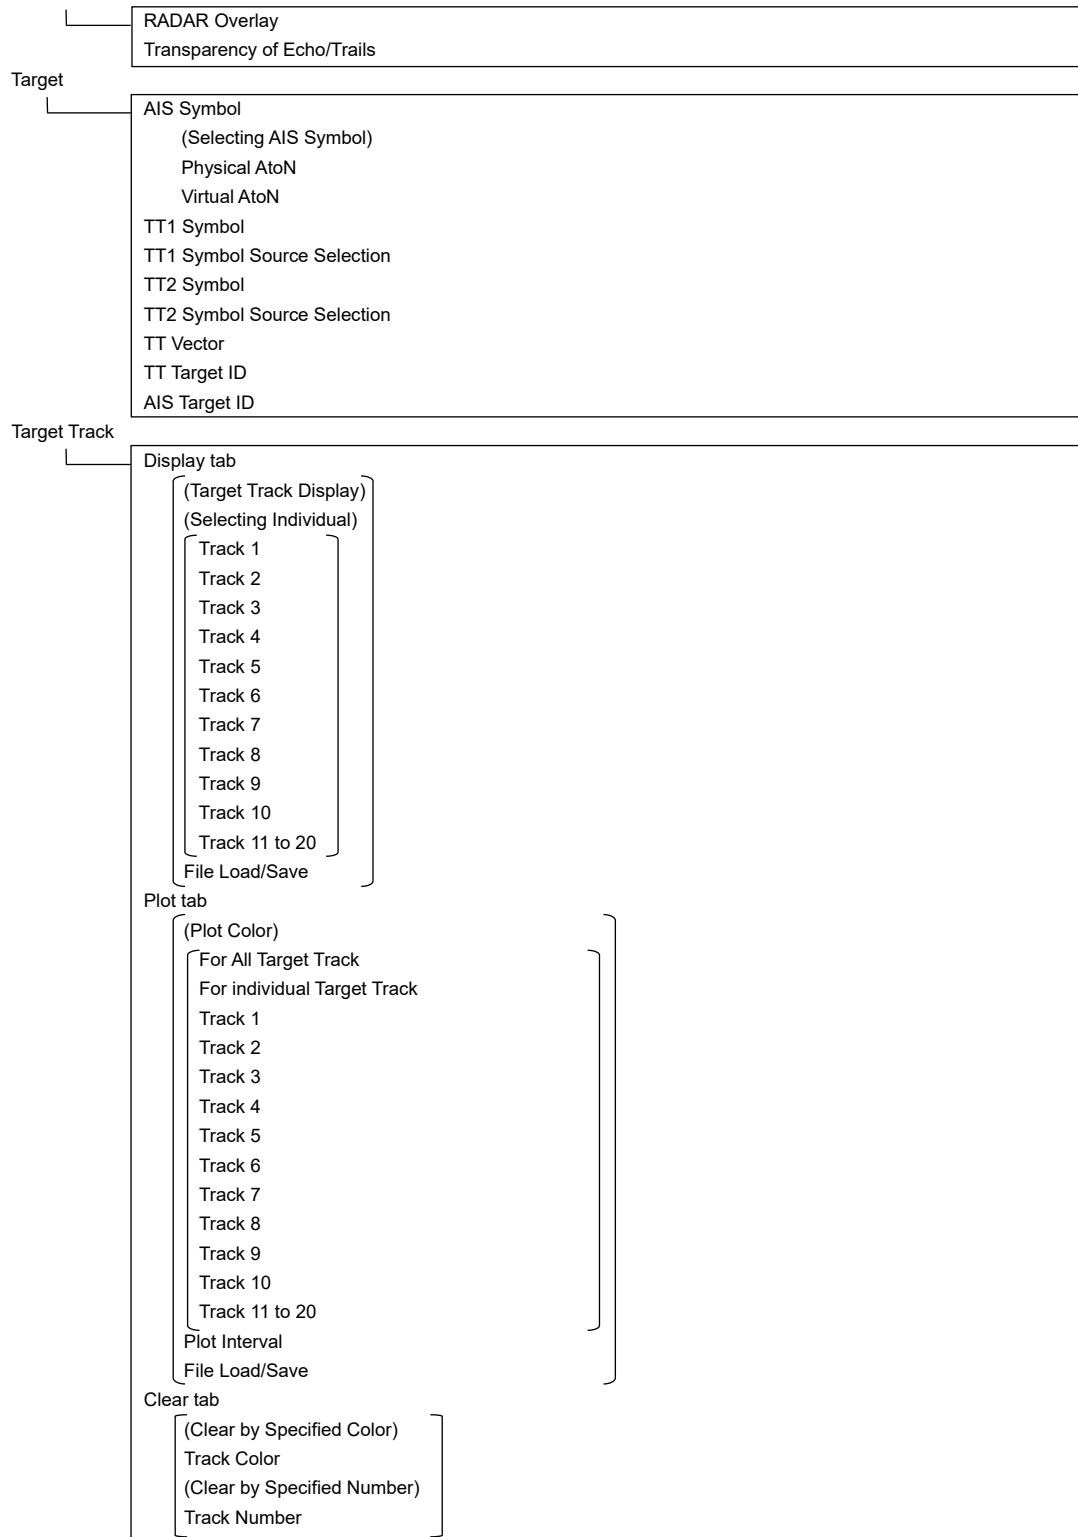 RADAR Overlay
Transparency of Echo/Trails
Target
AIS Symbol
(Selecting AIS Symbol)
Physical AtoN
Virtual AtoN
TT1 Symbol
TT1 Symbol Source Selection
TT2 Symbol
TT2 Symbol Source Selection
TT Vector
TT Target ID
AIS Target ID
Target Track
Display tab
(Target Track Display)
(Selecting Individual)
Track 1
Track 2
Track 3
Track 4
Track 5
Track 6
Track 7
Track 8
Track 9
Track 10
Track 11 to 20
File Load/Save
Plot tab
(Plot Color)
For All Target Track
For individual Target Track
Track 1
Track 2
Track 3
Track 4
Track 5
Track 6
Track 7
Track 8
Track 9
Track 10
Track 11 to 20
Plot Interval
File Load/Save
Clear tab
(Clear by Specified Color)
Track Color
(Clear by Specified Number)
Track Number